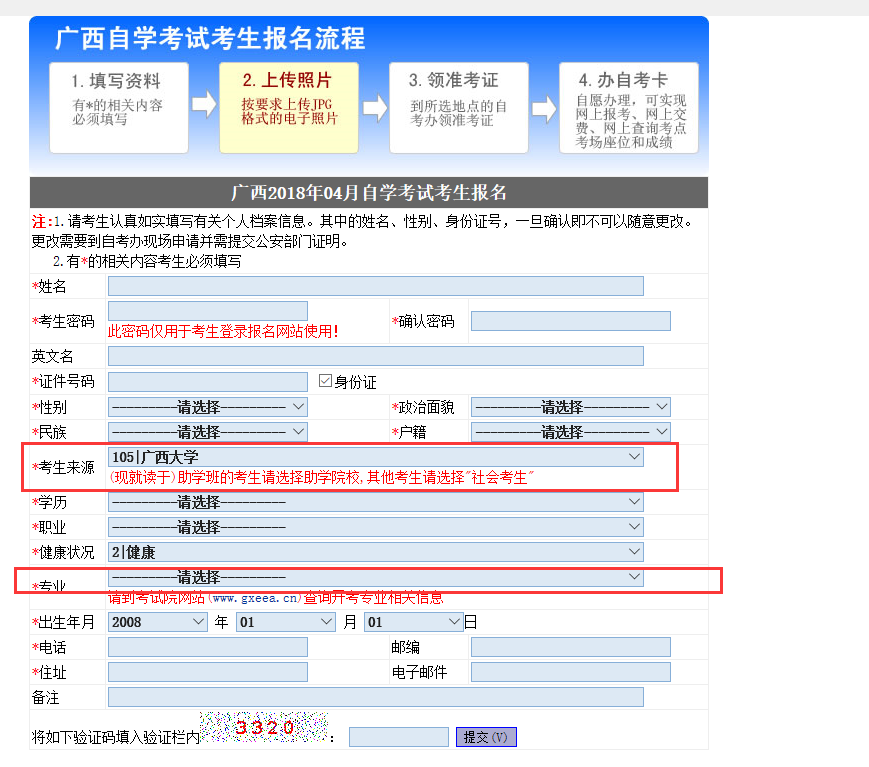 广西自学考试考生报名流程
1.填写资料
有*的相关内容
必须填写
2.上传照片
按要求上传JPG
格式的电子照片
3.领准考证
到所选地点的自
考办领准考证
4.办自考卡
自愿办理，可实现
网上报考、网上交
费、网上查询考点
考场座位和成绩
广西2018年04月自学考试考生报名
注:1.请考生认真如实填写有关个人档案信息。其中的姓名、性别、身份证号，一旦确认即不可以随意更改。
更改需要到自考办现场申请并需提交公安部门证明。
2.有*的相关内容考生必须填写
*姓名
*考生密码
此密码仅用于考生登录报名网站使用！
*确认密码
英文名
*证件号码
身份证
*性别 ---------请选择---------
*政治面貌 ---------请选择---------
*民族 ---------请选择---------
*户籍 ---------请选择---------
*考生来源 105|广西大学
(现就读于)助学班的考生请选择助学院校,其他考生请选择"社会考生"
*学历 ---------请选择---------
*职业 ---------请选择---------
*健康状况 2|健康
*专业 ---------请选择---------
请到考试院网站(www.gxeea.cn)查询开考专业相关信息
*出生年月 2008 年 01 月 01 日
*电话 邮编
*住址 电子邮件
备注
将如下验证码填入验证栏内 3320 ：
提交(V)